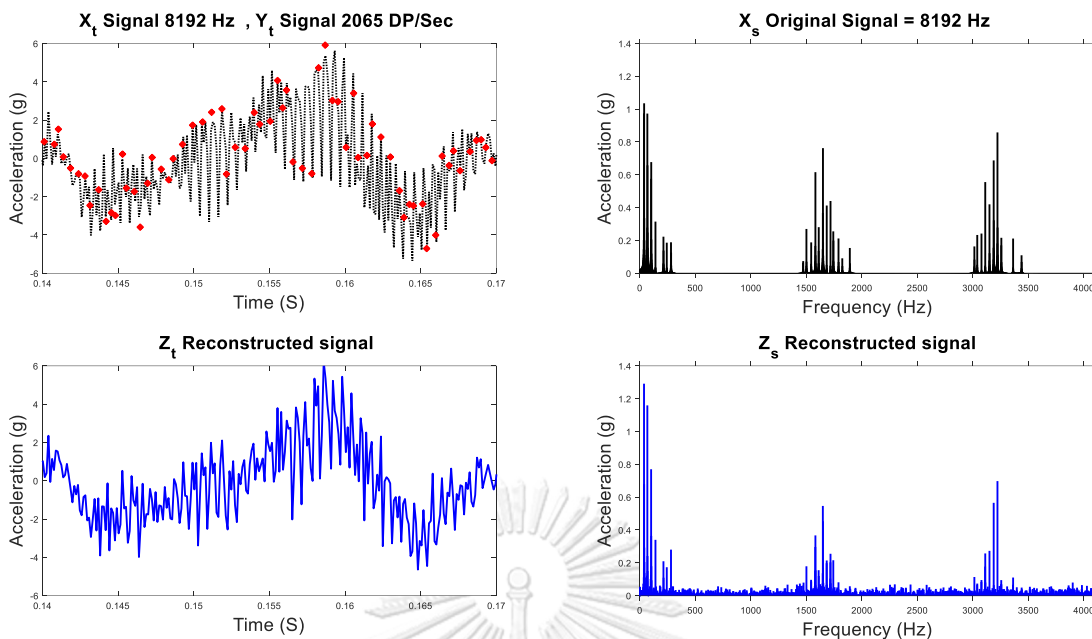 Xt Signal 8192 Hz , Yt Signal 2065 DP/Sec
Acceleration (g)
6
4
2
0
-2
-4
-6
0.14 0.145 0.15 0.155 0.16 0.165 0.17
Time (S)
Xs Original Signal = 8192 Hz
Acceleration (g)
1.4
1.2
1
0.8
0.6
0.4
0.2
0
0 500 1000 1500 2000 2500 3000 3500 4000
Frequency (Hz)
Zt Reconstructed signal
Acceleration (g)
6
4
2
0
-2
-4
-6
0.14 0.145 0.15 0.155 0.16 0.165 0.17
Time (S)
Zs Reconstructed signal
Acceleration (g)
1.4
1.2
1
0.8
0.6
0.4
0.2
0
0 500 1000 1500 2000 2500 3000 3500 4000
Frequency (Hz)